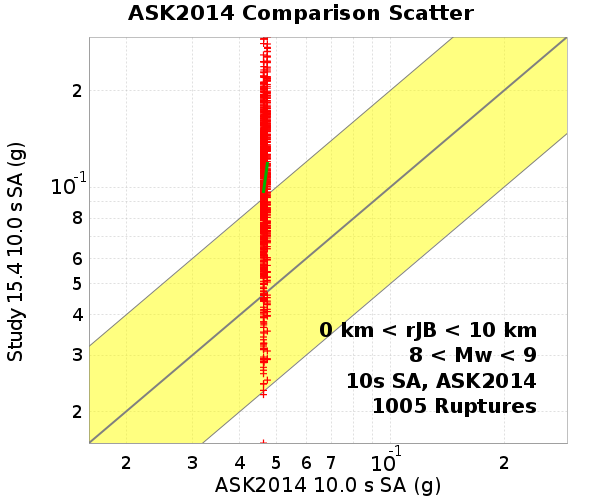 ASK2014 Comparison Scatter
Study 15.4 10.0 s SA (g)
2
10-1
8
6
5
4
3
2
0 km < rJB < 10 km
8 < Mw < 9
10s SA, ASK2014
1005 Ruptures
2 3 4 5 6 7 10-1 2
ASK2014 10.0 s SA (g)